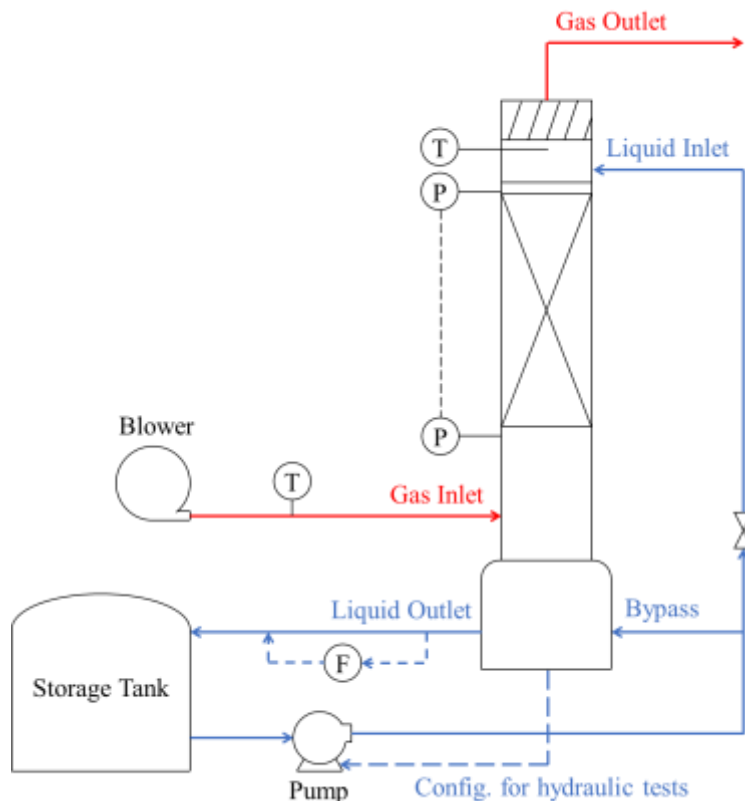 Gas Outlet
T
Liquid Inlet
P
P
Blower
T
Gas Inlet
Liquid Outlet
Bypass
F
Storage Tank
Pump
Config. for hydraulic tests